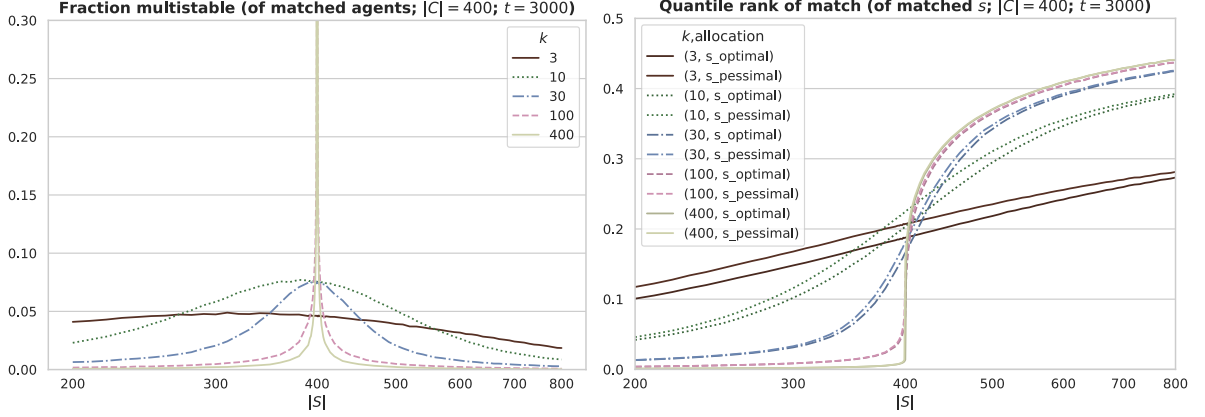 Fraction multistable (of matched agents; |C| = 400; t = 3000)
0.30
0.25
0.20
0.15
0.10
0.05
0.00
k
3
10
30
100
400
200
300
400
500
600
700
800
|S|
Quantile rank of match (of matched s; |C| = 400; t = 3000)
0.5
0.4
0.3
0.2
0.1
0.0
k,allocation
(3, s_optimal)
(3, s_pessimal)
(10, s_optimal)
(10, s_pessimal)
(30, s_optimal)
(30, s_pessimal)
(100, s_optimal)
(100, s_pessimal)
(400, s_optimal)
(400, s_pessimal)
200
300
400
500
600
700
800
|S|